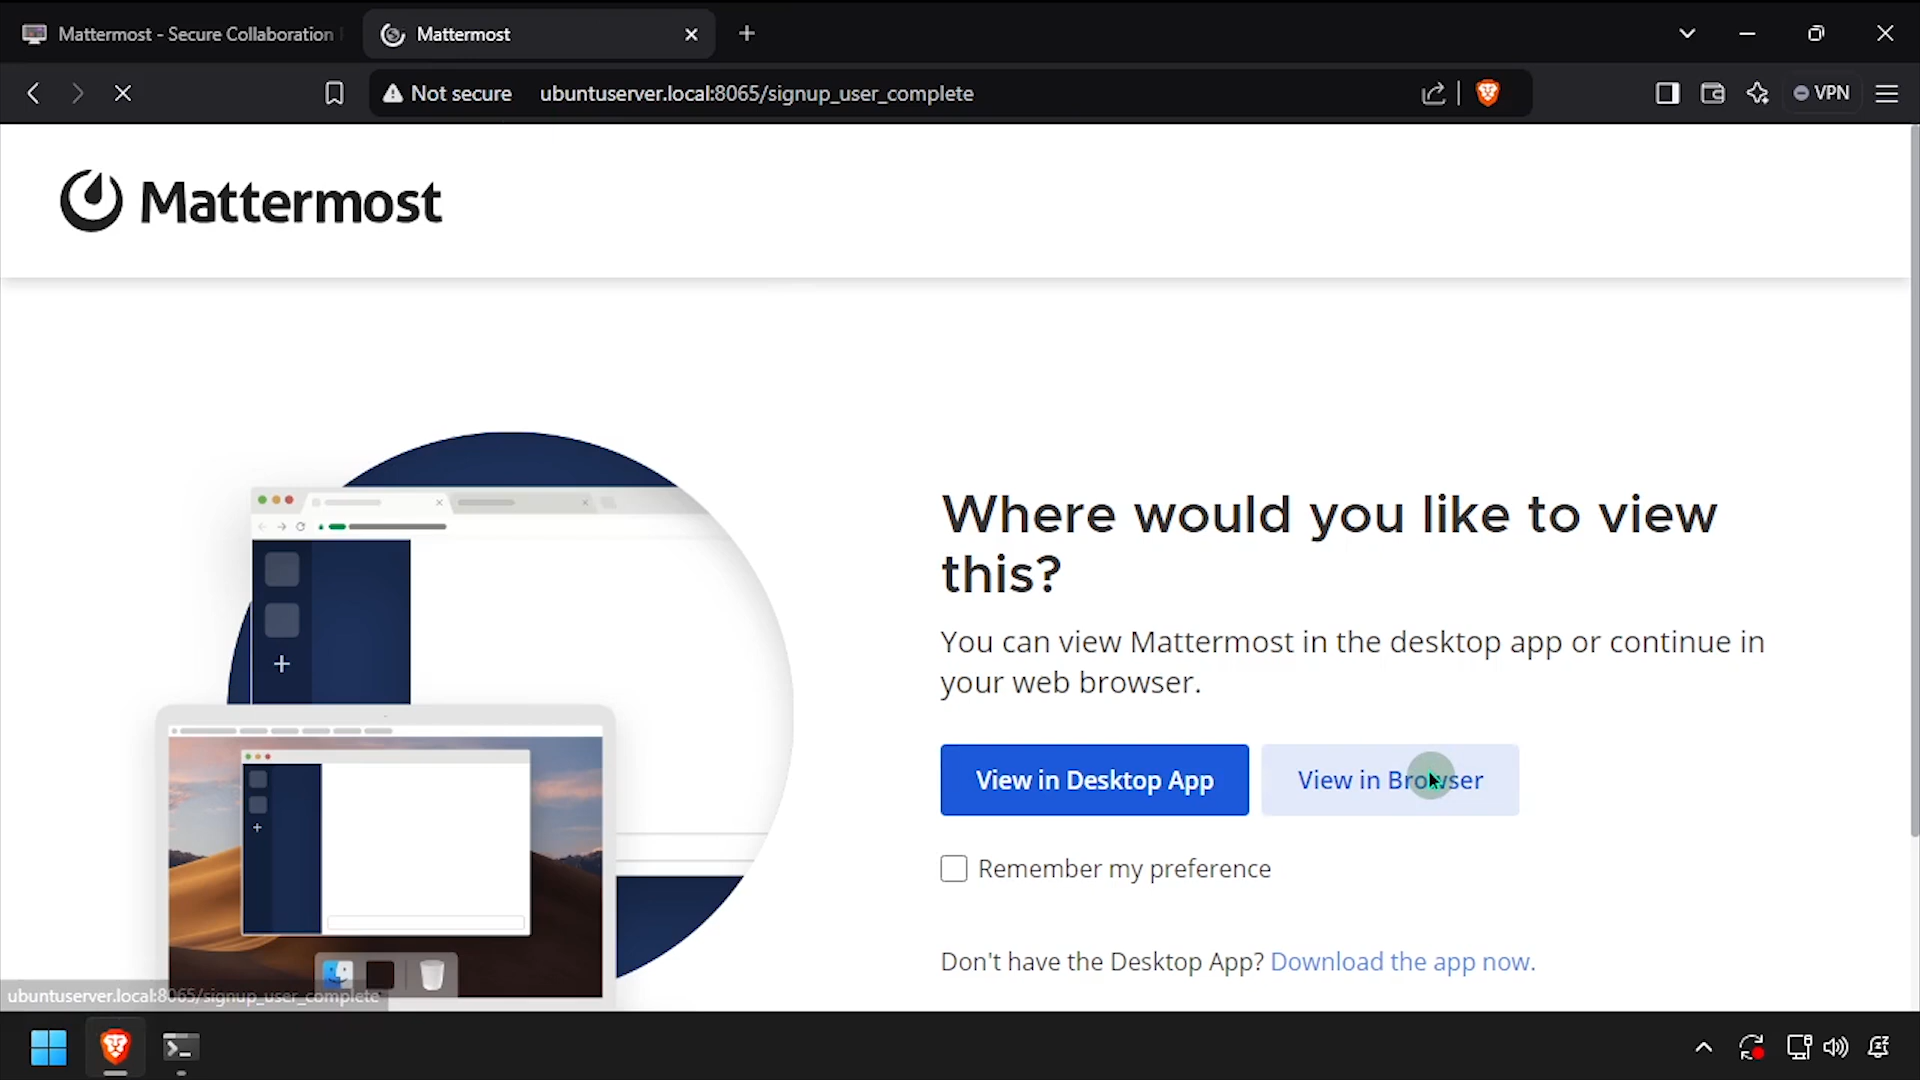 Mattermost - Secure Collaboration
Mattermost
Not secure
ubuntuserver.local:8065/signup_user_complete
VPN
Mattermost
Where would you like to view
this?
You can view Mattermost in the desktop app or continue in
your web browser.
View in Desktop App
View in Browser
Remember my preference
Don't have the Desktop App? Download the app now.
ubuntuserver.local:8065/signup_user_complete